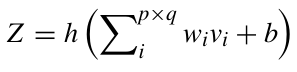 Z = h(∑_i^{p×q} w_i v_i + b)